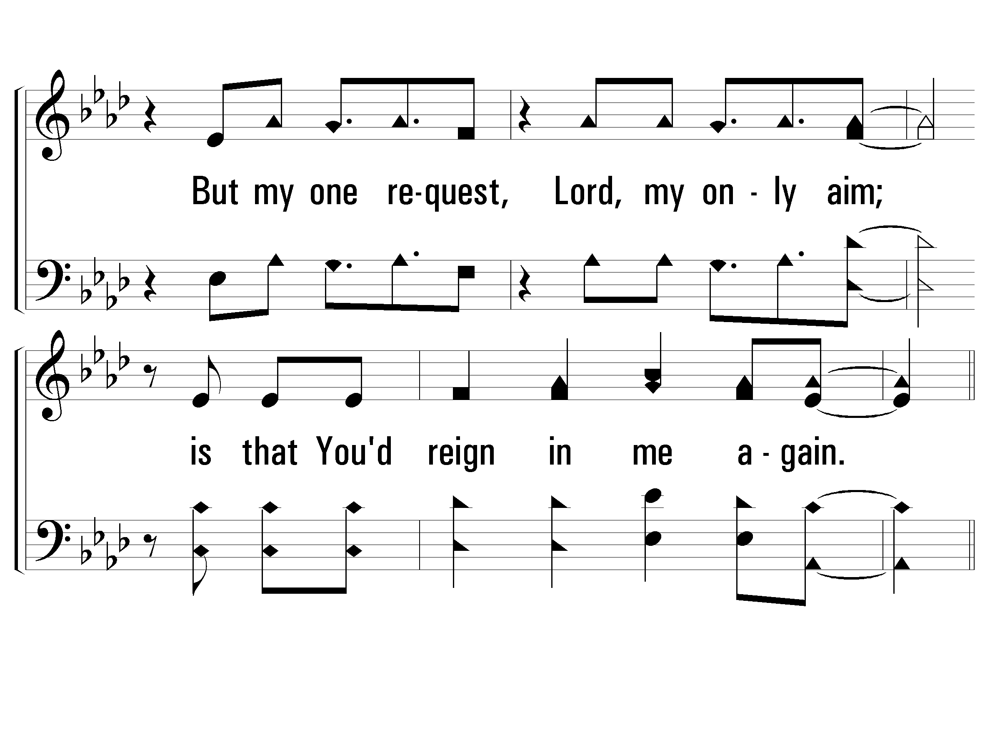 But my one re-quest, Lord, my on - ly aim;
is that You'd reign in me a - gain.